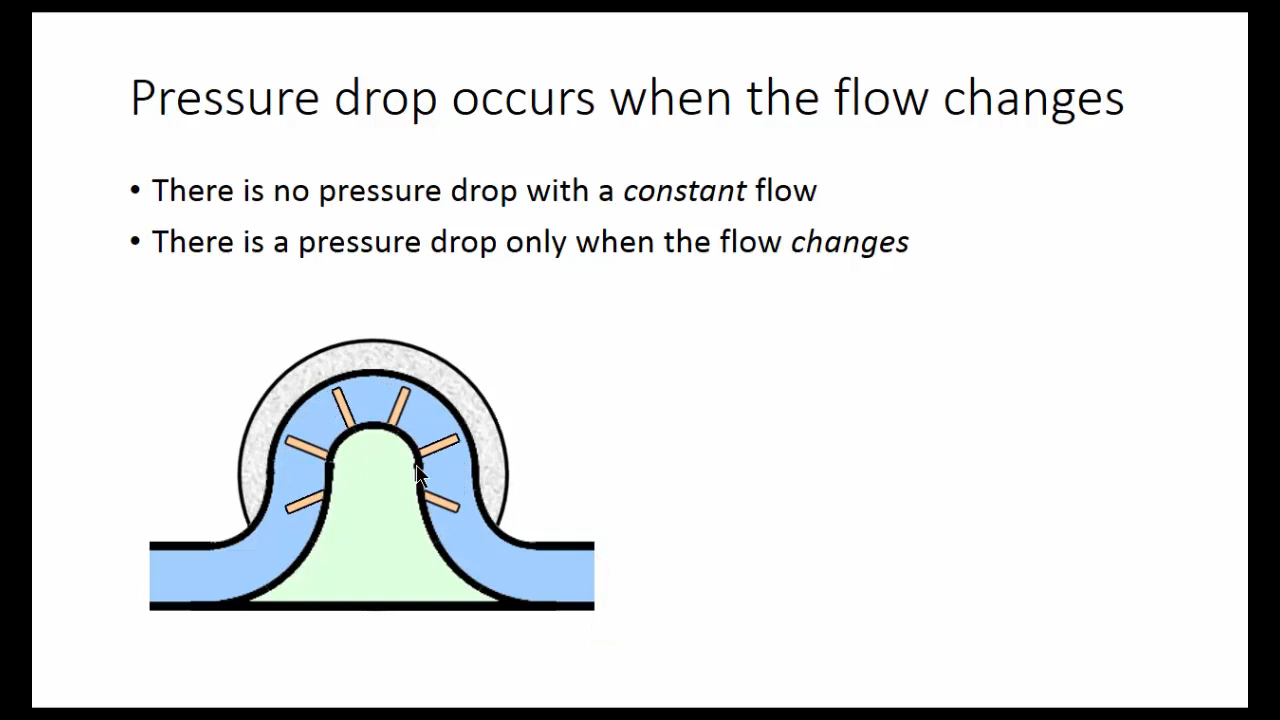 Pressure drop occurs when the flow changes
• There is no pressure drop with a constant flow
• There is a pressure drop only when the flow changes